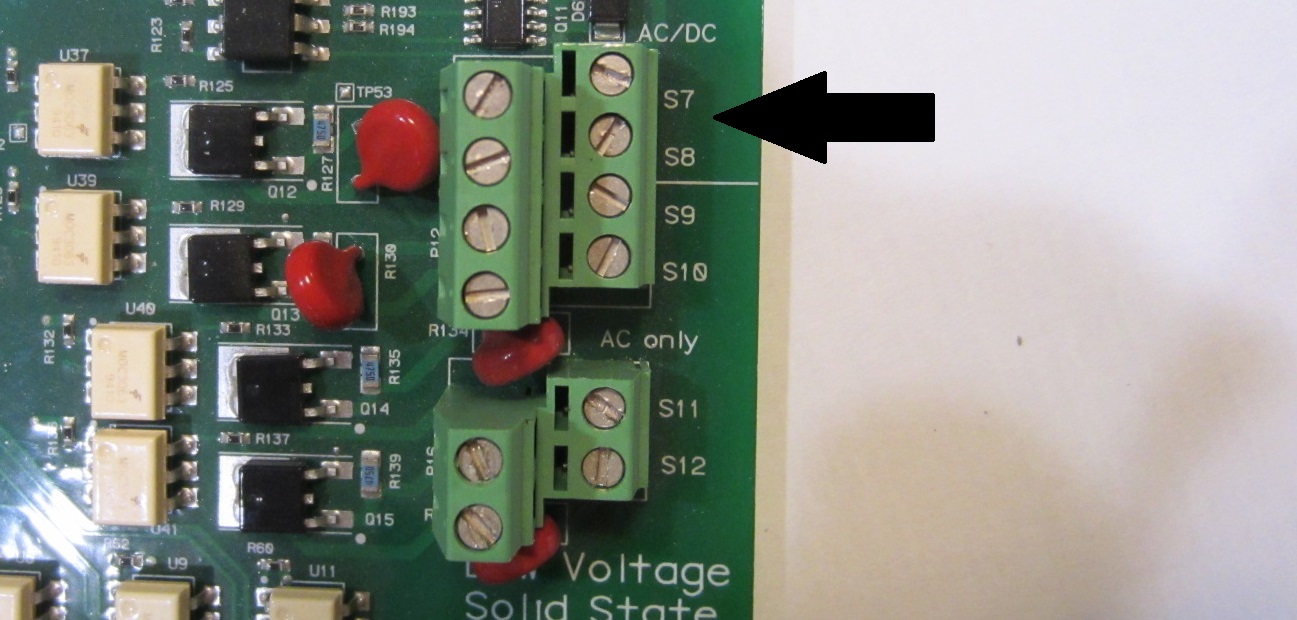 R193
R123
R194
Q11
D6
AC/DC
U37
R125
TP53
S7
R127
S8
Q12
U39
R129
S9
P12
R130
S10
Q13
U40
R133
R132
R134
AC only
R135
Q14
S11
R137
S12
R139
Q15
U41
R62
R60
U9
U11
Voltage
Solid State